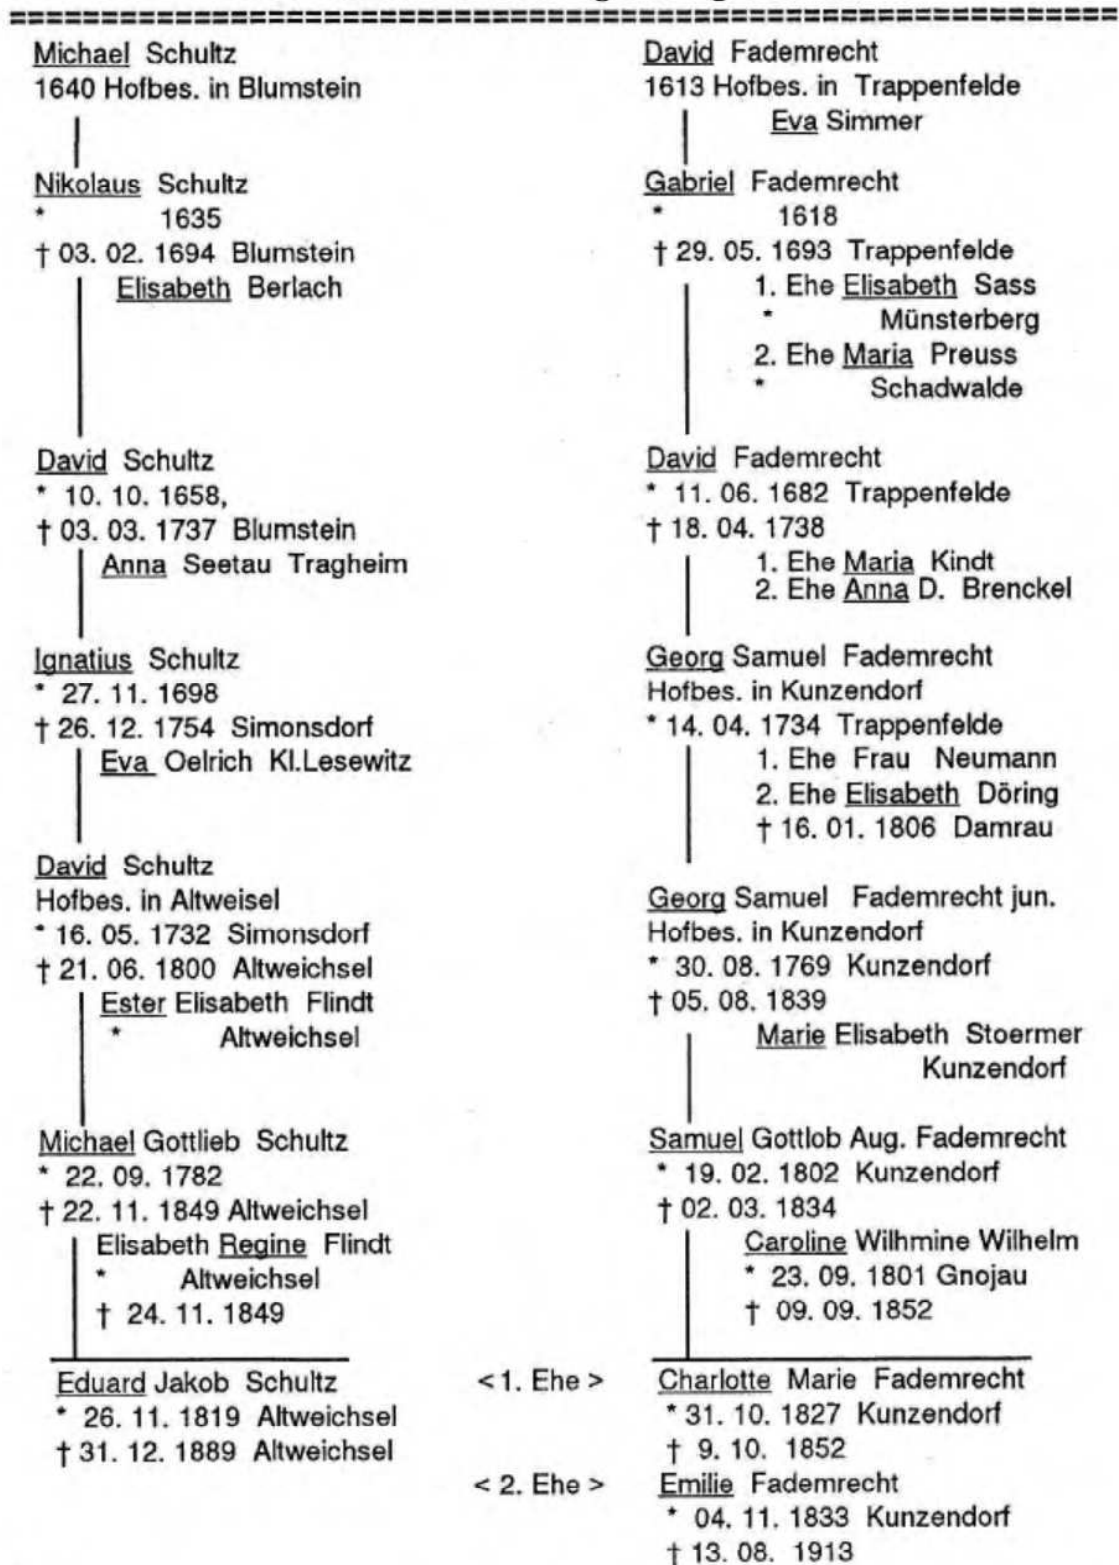 Michael Schultz
1640 Hofbes. in Blumstein
Nikolaus Schultz
* 1635
† 03. 02. 1694 Blumstein
Elisabeth Berlach
David Schultz
* 10. 10. 1658,
† 03. 03. 1737 Blumstein
Anna Seetau Tragheim
Ignatius Schultz
* 27. 11. 1698
† 26. 12. 1754 Simonsdorf
Eva Oelrich Kl.Lesewitz
David Schultz
Hofbes. in Altweisel
* 16. 05. 1732 Simonsdorf
† 21. 06. 1800 Altweichsel
Ester Elisabeth Flindt
* Altweichsel
Michael Gottlieb Schultz
* 22. 09. 1782
† 22. 11. 1849 Altweichsel
Elisabeth Regine Flindt
* Altweichsel
† 24. 11. 1849
Eduard Jakob Schultz
* 26. 11. 1819 Altweichsel
† 31. 12. 1889 Altweichsel
David Fademrecht
1613 Hofbes. in Trappenfelde
Eva Simmer
Gabriel Fademrecht
* 1618
† 29. 05. 1693 Trappenfelde
1. Ehe Elisabeth Sass
* Münsterberg
2. Ehe Maria Preuss
* Schadwalde
David Fademrecht
* 11. 06. 1682 Trappenfelde
† 18. 04. 1738
1. Ehe Maria Kindt
2. Ehe Anna D. Brenckel
Georg Samuel Fademrecht
Hofbes. in Kunzendorf
* 14. 04. 1734 Trappenfelde
1. Ehe Frau Neumann
2. Ehe Elisabeth Döring
† 16. 01. 1806 Damrau
Georg Samuel Fademrecht jun.
Hofbes. in Kunzendorf
* 30. 08. 1769 Kunzendorf
† 05. 08. 1839
Marie Elisabeth Stoermer
Kunzendorf
Samuel Gottlob Aug. Fademrecht
* 19. 02. 1802 Kunzendorf
† 02. 03. 1834
Caroline Wilhmine Wilhelm
* 23. 09. 1801 Gnojau
† 09. 09. 1852
<1. Ehe >
Charlotte Marie Fademrecht
* 31. 10. 1827 Kunzendorf
† 9. 10. 1852
< 2. Ehe >
Emilie Fademrecht
* 04. 11. 1833 Kunzendorf
† 13. 08. 1913